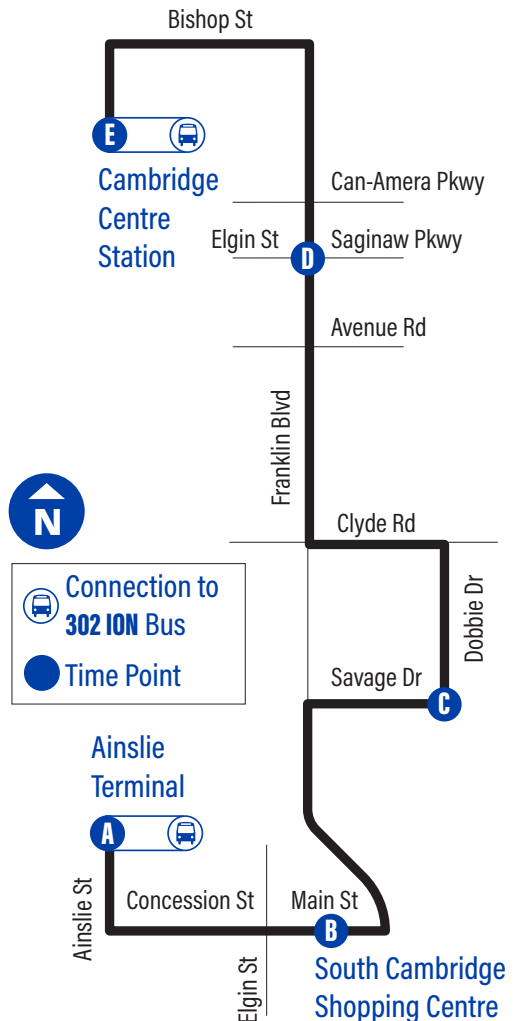 Bishop St
E
Cambridge
Centre
Station
Can-Amera Pkwy
Elgin St
Saginaw Pkwy
D
Avenue Rd
Franklin Blvd
N
Clyde Rd
Connection to
302 ION Bus
Time Point
Dobbie Dr
Savage Dr
C
Ainslie
Terminal
A
Ainslie St
Concession St
Main St
B
Elgin St
South Cambridge
Shopping Centre